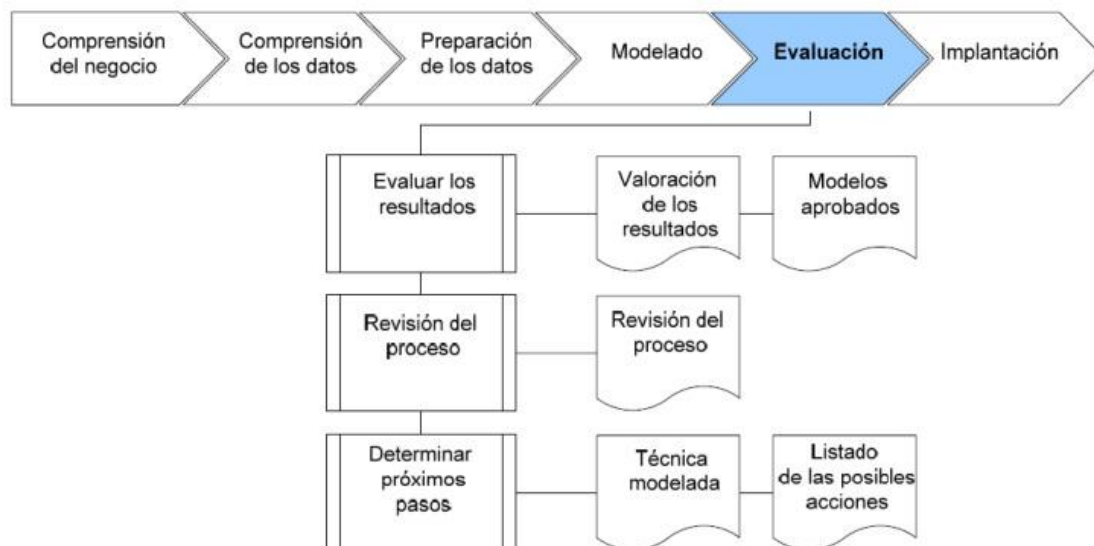 Comprensión
del negocio
Comprensión
de los datos
Preparación
de los datos
Modelado
Evaluación
Implantación
Evaluar los
resultados
Valoración
de los
resultados
Modelos
aprobados
Revisión del
proceso
Revisión del
proceso
Determinar
próximos
pasos
Técnica
modelada
Listado
de las posibles
acciones